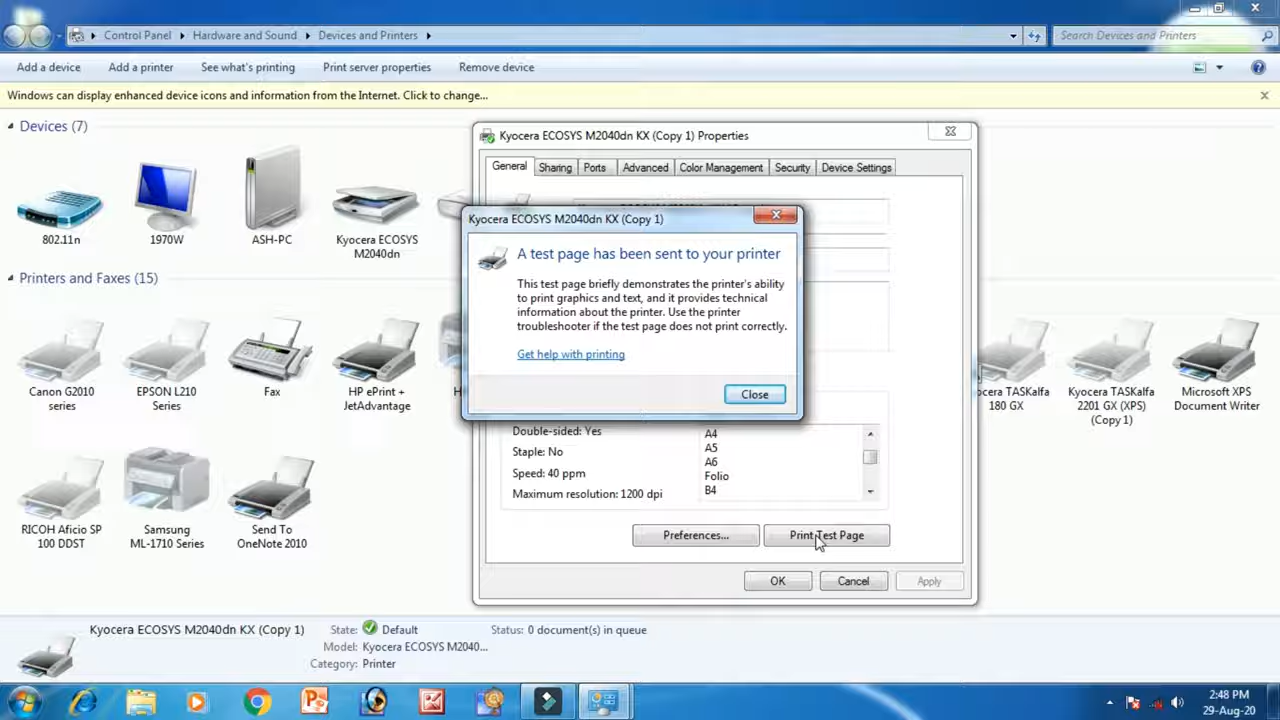 Control Panel
Hardware and Sound
Devices and Printers
Search Devices and Printers
Add a device
Add a printer
See what's printing
Print server properties
Remove device
Windows can display enhanced device icons and information from the Internet. Click to change...
Devices (7)
802.11n
1970W
ASH-PC
Kyocera ECOSYS
M2040dn
Printers and Faxes (15)
Canon G2010
series
EPSON L210
Series
Fax
HP ePrint +
JetAdvantage
180 GX
Kyocera TASKalfa
2201 GX (XPS)
(Copy 1)
Microsoft XPS
Document Writer
RICOH Aficio SP
100 DDST
Samsung
ML-1710 Series
Send To
OneNote 2010
Kyocera ECOSYS M2040dn KX (Copy 1) Properties
General
Sharing
Ports
Advanced
Color Management
Security
Device Settings
Kyocera ECOSYS M2040dn KX (Copy 1)
A test page has been sent to your printer
This test page briefly demonstrates the printer's ability
to print graphics and text, and it provides technical
information about the printer. Use the printer
troubleshooter if the test page does not print correctly.
Get help with printing
Close
Double-sided: Yes
Staple: No
Speed: 40 ppm
Maximum resolution: 1200 dpi
A4
A5
A6
Folio
B4
Preferences...
Print Test Page
OK
Cancel
Apply
Kyocera ECOSYS M2040dn KX (Copy 1)
State: Default
Status: 0 document(s) in queue
Model: Kyocera ECOSYS M2040...
Category: Printer
2:48 PM
29-Aug-20